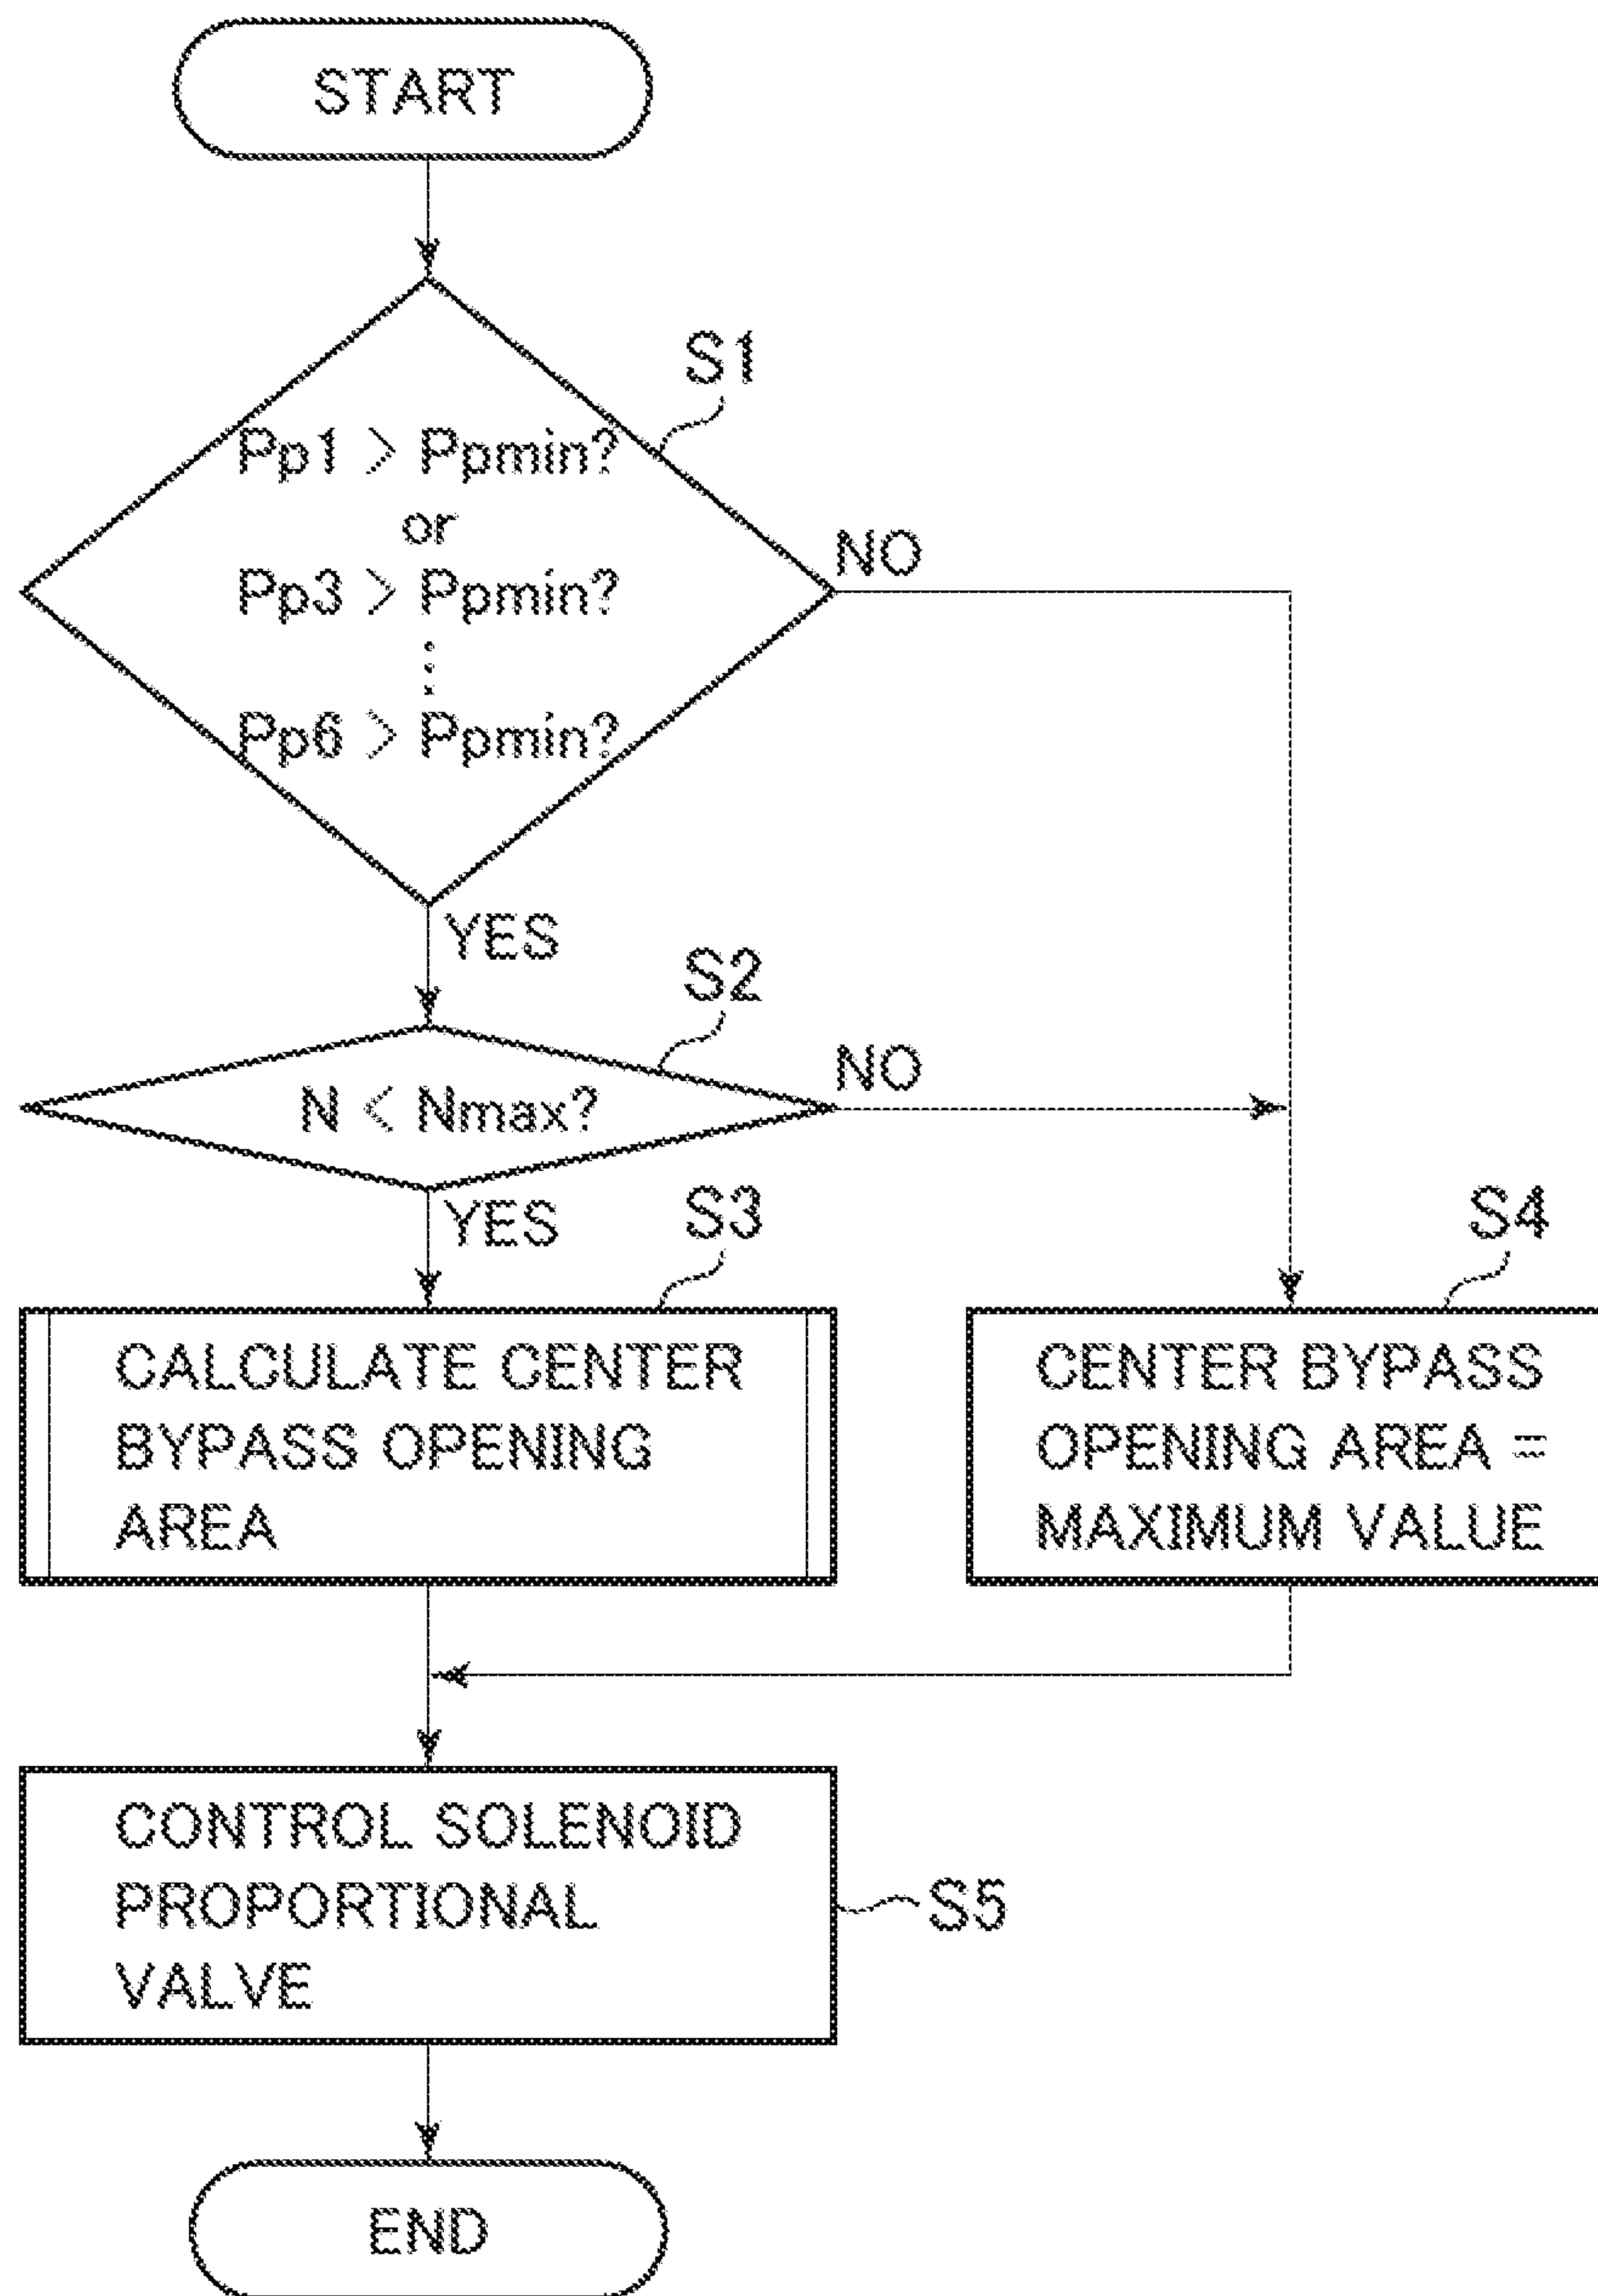 START
S1
Pp1 > Ppmin?
or
Pp3 > Ppmin?
⋮
Pp6 > Ppmin?
NO
YES
S2
N < Nmax?
NO
YES
S3
CALCULATE CENTER
BYPASS OPENING
AREA
S4
CENTER BYPASS
OPENING AREA =
MAXIMUM VALUE
CONTROL SOLENOID
PROPORTIONAL
VALVE
S5
END